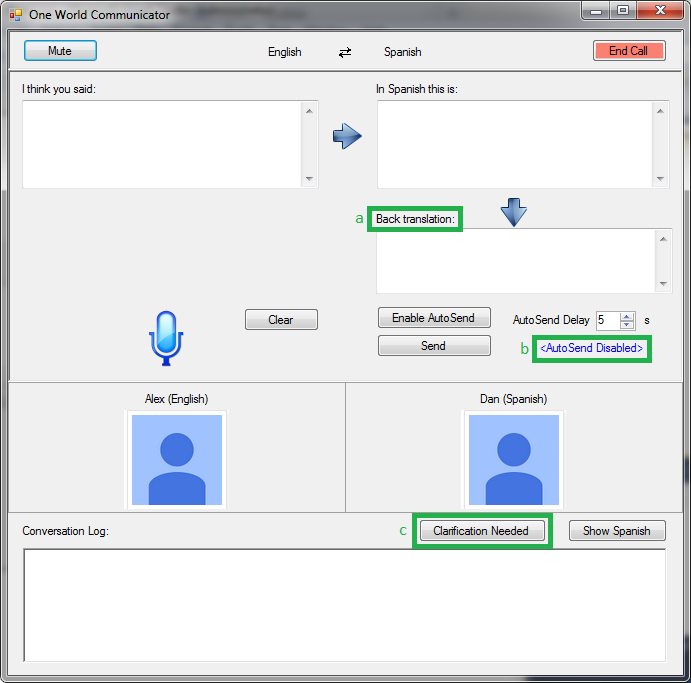 One World Communicator
Mute
English ⇄ Spanish
End Call
I think you said:
In Spanish this is:
a Back translation:
Clear
Enable AutoSend
AutoSend Delay 5 s
Send
b <AutoSend Disabled>
Alex (English)
Dan (Spanish)
Conversation Log:
c Clarification Needed
Show Spanish